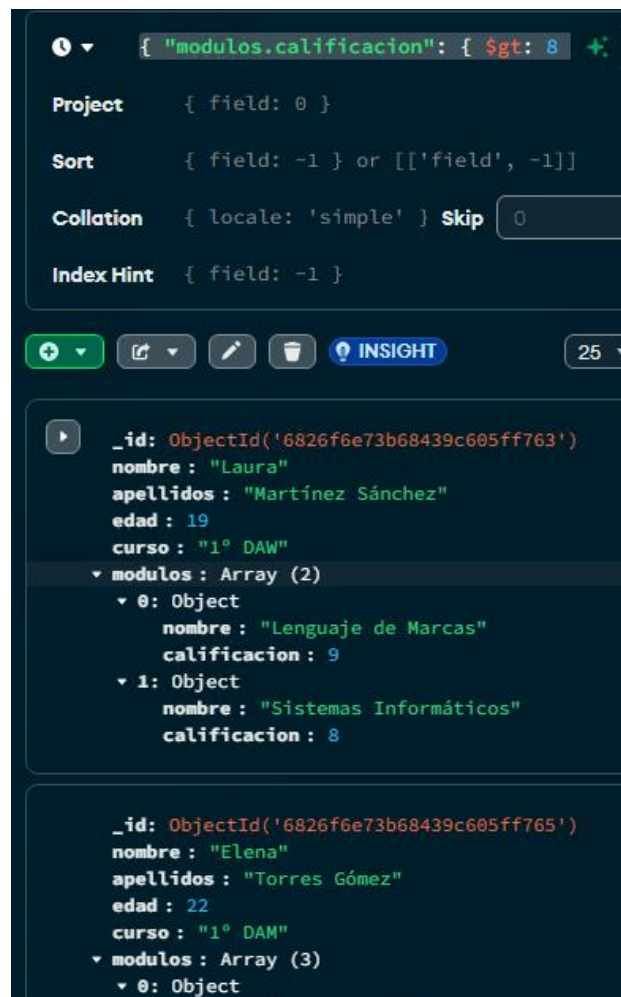 { "modulos.calificacion": { $gt: 8
Project { field: 0 }
Sort { field: -1 } or [['field', -1]]
Collation { locale: 'simple' } Skip 0
Index Hint { field: -1 }
INSIGHT 25
_id: ObjectId('6826f6e73b68439c605ff763')
nombre : "Laura"
apellidos : "Martínez Sánchez"
edad : 19
curso : "1º DAW"
modulos : Array (2)
0: Object
nombre : "Lenguaje de Marcas"
calificacion : 9
1: Object
nombre : "Sistemas Informáticos"
calificacion : 8
_id: ObjectId('6826f6e73b68439c605ff765')
nombre : "Elena"
apellidos : "Torres Gómez"
edad : 22
curso : "1º DAM"
modulos : Array (3)
0: Object